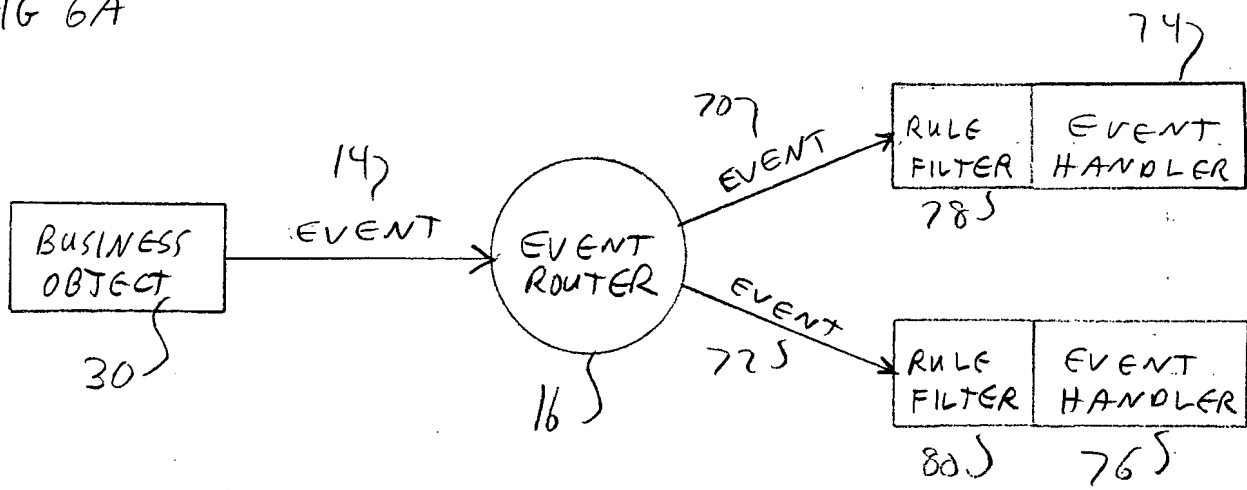 IG 6A
74
70
EVENT
RULE
FILTER
EVENT
HANDLER
78
14
EVENT
BUSINESS
OBJECT
30
EVENT
ROUTER
16
EVENT
72
RULE
FILTER
EVENT
HANDLER
80
76